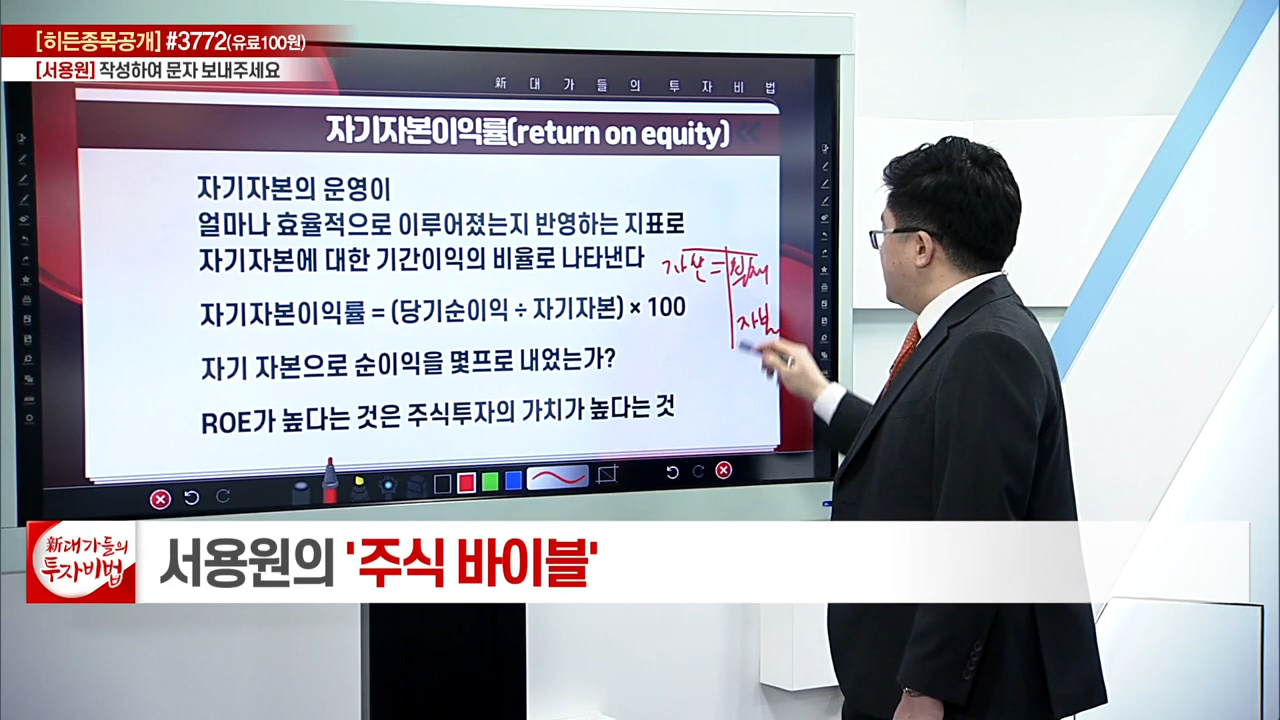 [히든종목공개] #3772(유료100원)
[서용원] 작성하여 문자 보내주세요
新 대 가 들 의 투 자 비 법
자기자본이익률(return on equity)
자기자본의 운영이
얼마나 효율적으로 이루어졌는지 반영하는 지표로
자기자본에 대한 기간이익의 비율로 나타낸다
자산 = 부채
자본
자기자본이익률 = (당기순이익 ÷ 자기자본) × 100
자기 자본으로 순이익을 몇프로 내었는가?
ROE가 높다는 것은 주식투자의 가치가 높다는 것
新대가들의
투자비법
서용원의 '주식 바이블'